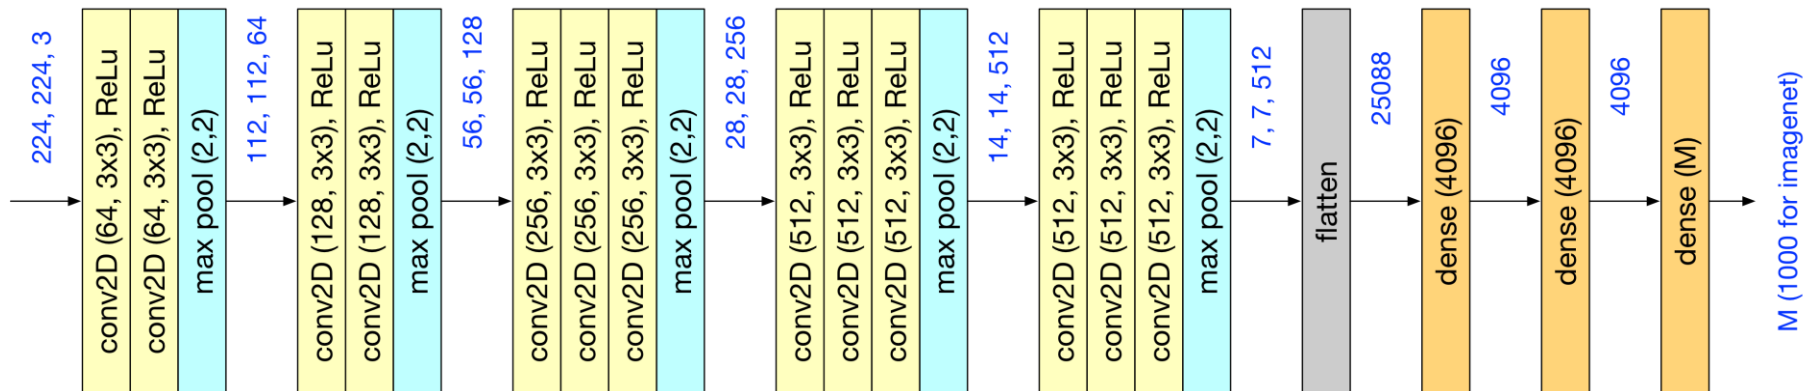 224, 224, 3
conv2D (64, 3x3), ReLu
conv2D (64, 3x3), ReLu
max pool (2,2)
112, 112, 64
conv2D (128, 3x3), ReLu
conv2D (128, 3x3), ReLu
max pool (2,2)
56, 56, 128
conv2D (256, 3x3), ReLu
conv2D (256, 3x3), ReLu
conv2D (256, 3x3), ReLu
max pool (2,2)
28, 28, 256
conv2D (512, 3x3), ReLu
conv2D (512, 3x3), ReLu
conv2D (512, 3x3), ReLu
max pool (2,2)
14, 14, 512
conv2D (512, 3x3), ReLu
conv2D (512, 3x3), ReLu
conv2D (512, 3x3), ReLu
max pool (2,2)
7, 7, 512
flatten
25088
dense (4096)
4096
dense (4096)
4096
dense (M)
M (1000 for imagenet)